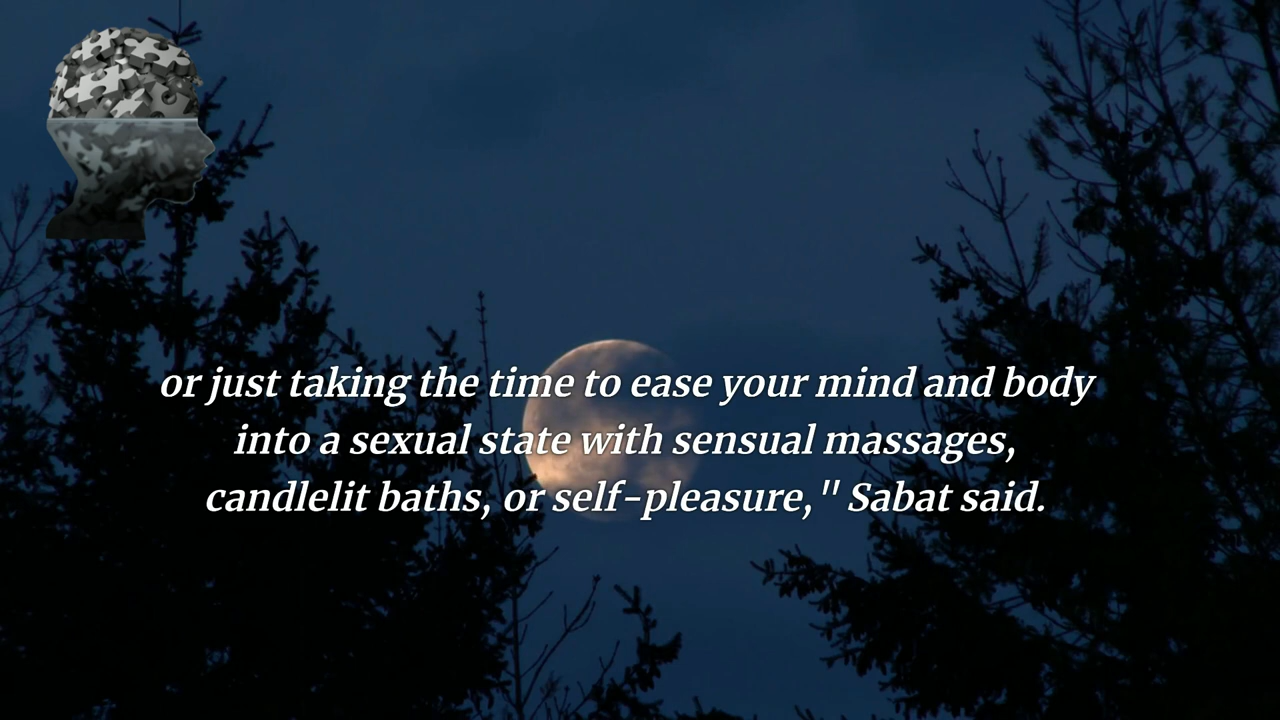 or just taking the time to ease your mind and body
into a sexual state with sensual massages,
candlelit baths, or self-pleasure," Sabat said.